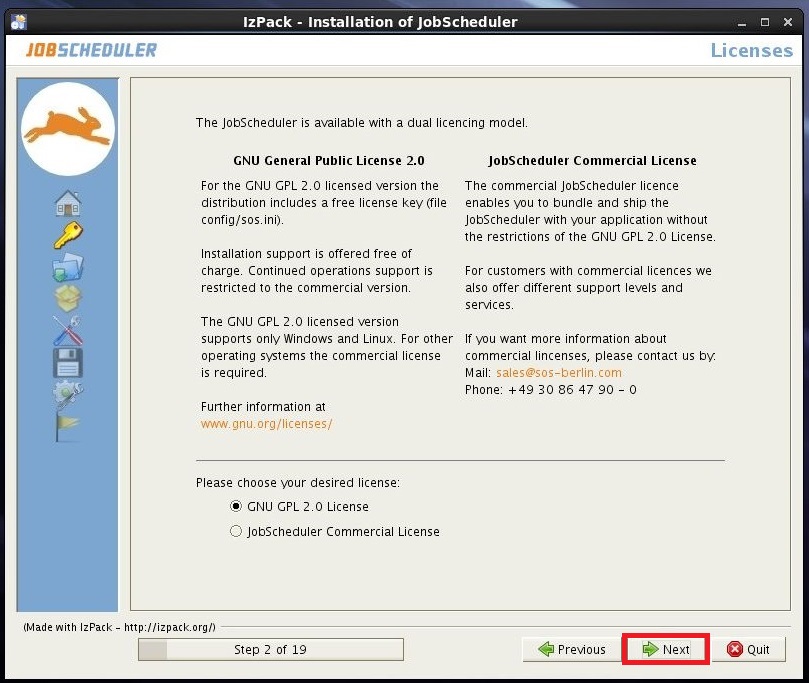 IzPack - Installation of JobScheduler
JOBSCHEDULER
Licenses
The JobScheduler is available with a dual licencing model.
GNU General Public License 2.0
For the GNU GPL 2.0 licensed version the
distribution includes a free license key (file
config/sos.ini).
Installation support is offered free of
charge. Continued operations support is
restricted to the commercial version.
The GNU GPL 2.0 licensed version
supports only Windows and Linux. For other
operating systems the commercial license
is required.
Further information at
www.gnu.org/licenses/
JobScheduler Commercial License
The commercial JobScheduler licence
enables you to bundle and ship the
JobScheduler with your application without
the restrictions of the GNU GPL 2.0 License.
For customers with commercial licences we
also offer different support levels and
services.
If you want more information about
commercial lincenses, please contact us by:
Mail: sales@sos-berlin.com
Phone: +49 30 86 47 90 - 0
Please choose your desired license:
GNU GPL 2.0 License
JobScheduler Commercial License
(Made with IzPack - http://izpack.org/)
Step 2 of 19
Previous
Next
Quit